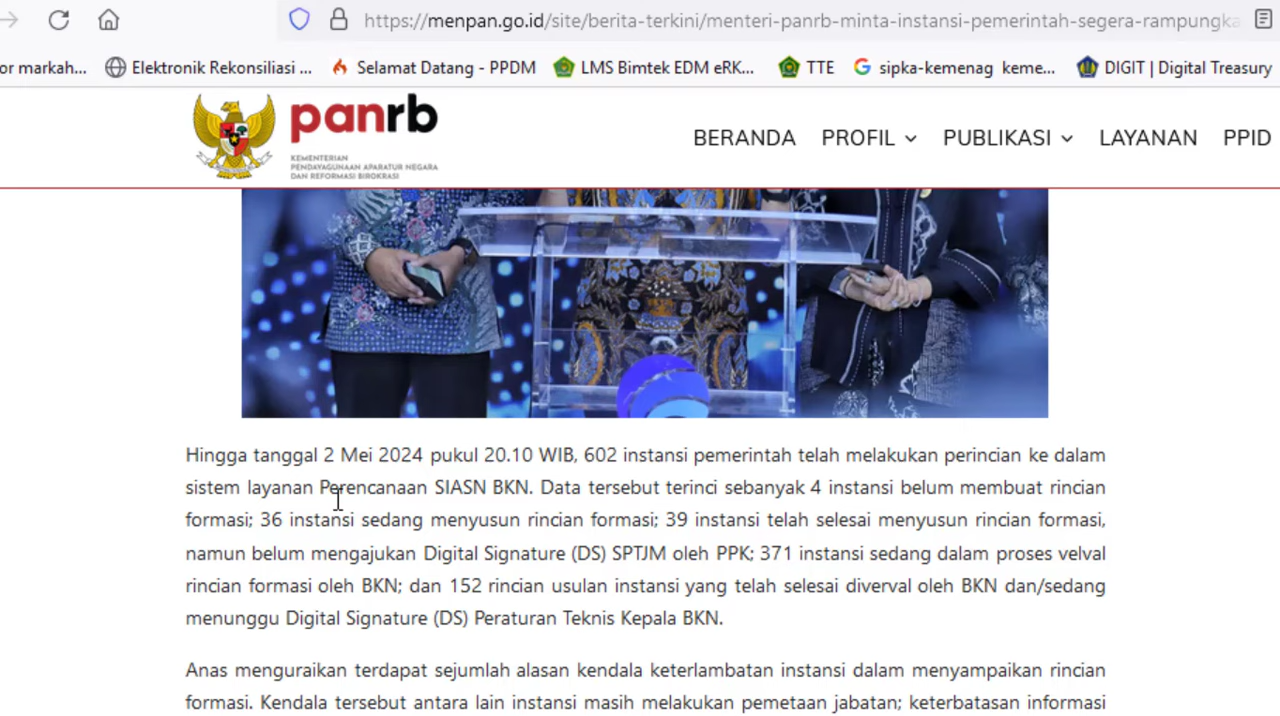 https://menpan.go.id/site/berita-terkini/menteri-panrb-minta-instansi-pemerintah-segera-rampungka
or markah... Elektronik Rekonsiliasi ... Selamat Datang - PPDM LMS Bimtek EDM eRK... TTE sipka-kemenag keme... DIGIT | Digital Treasury
panrb
KEMENTERIAN
PENDAYAGUNAAN APARATUR NEGARA
DAN REFORMASI BIROKRASI
BERANDA PROFIL PUBLIKASI LAYANAN PPID
Hingga tanggal 2 Mei 2024 pukul 20.10 WIB, 602 instansi pemerintah telah melakukan perincian ke dalam
sistem layanan Perencanaan SIASN BKN. Data tersebut terinci sebanyak 4 instansi belum membuat rincian
formasi; 36 instansi sedang menyusun rincian formasi; 39 instansi telah selesai menyusun rincian formasi,
namun belum mengajukan Digital Signature (DS) SPTJM oleh PPK; 371 instansi sedang dalam proses velval
rincian formasi oleh BKN; dan 152 rincian usulan instansi yang telah selesai diverval oleh BKN dan/sedang
menunggu Digital Signature (DS) Peraturan Teknis Kepala BKN.
Anas menguraikan terdapat sejumlah alasan kendala keterlambatan instansi dalam menyampaikan rincian
formasi. Kendala tersebut antara lain instansi masih melakukan pemetaan jabatan; keterbatasan informasi